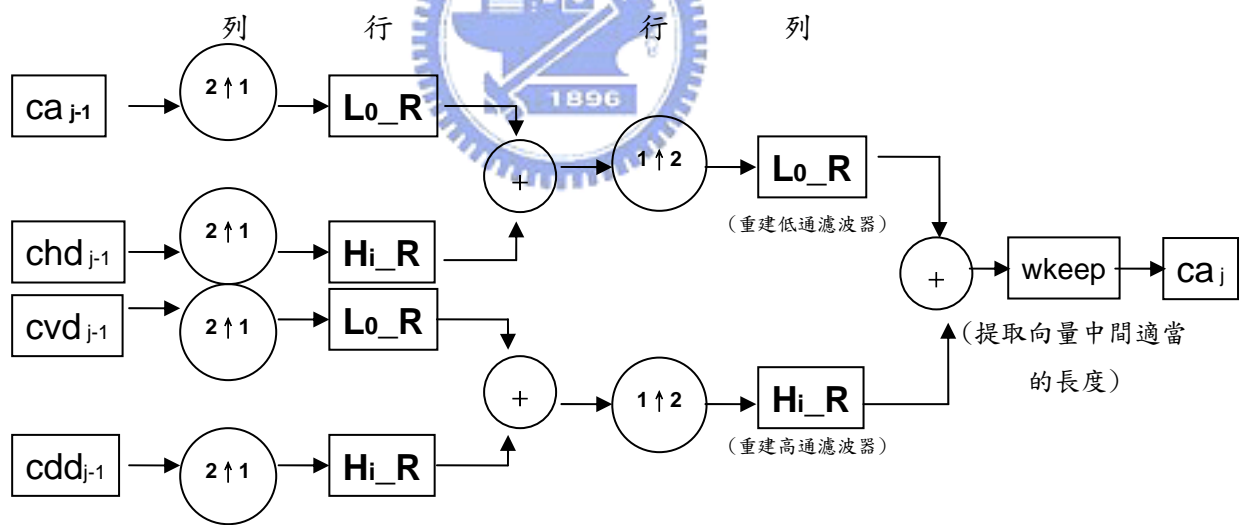 列 行 行 列
ca j-1 2↑1 L0_R
1896
+ 1↑2 L0_R
(重建低通濾波器)
chd j-1 2↑1 Hi_R
+ wkeep ca j
cvd j-1 2↑1 L0_R
(提取向量中間適當
的長度)
+ 1↑2 Hi_R
(重建高通濾波器)
cddj-1 2↑1 Hi_R